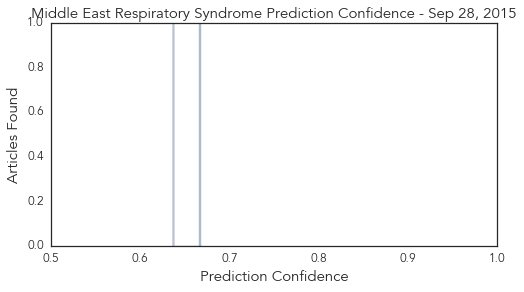 Middle East Respiratory Syndrome Prediction Confidence - Sep 28, 2015
1.0
0.8
0.6
0.4
0.2
0.0
Articles Found
0.5 0.6 0.7 0.8 0.9 1.0
Prediction Confidence